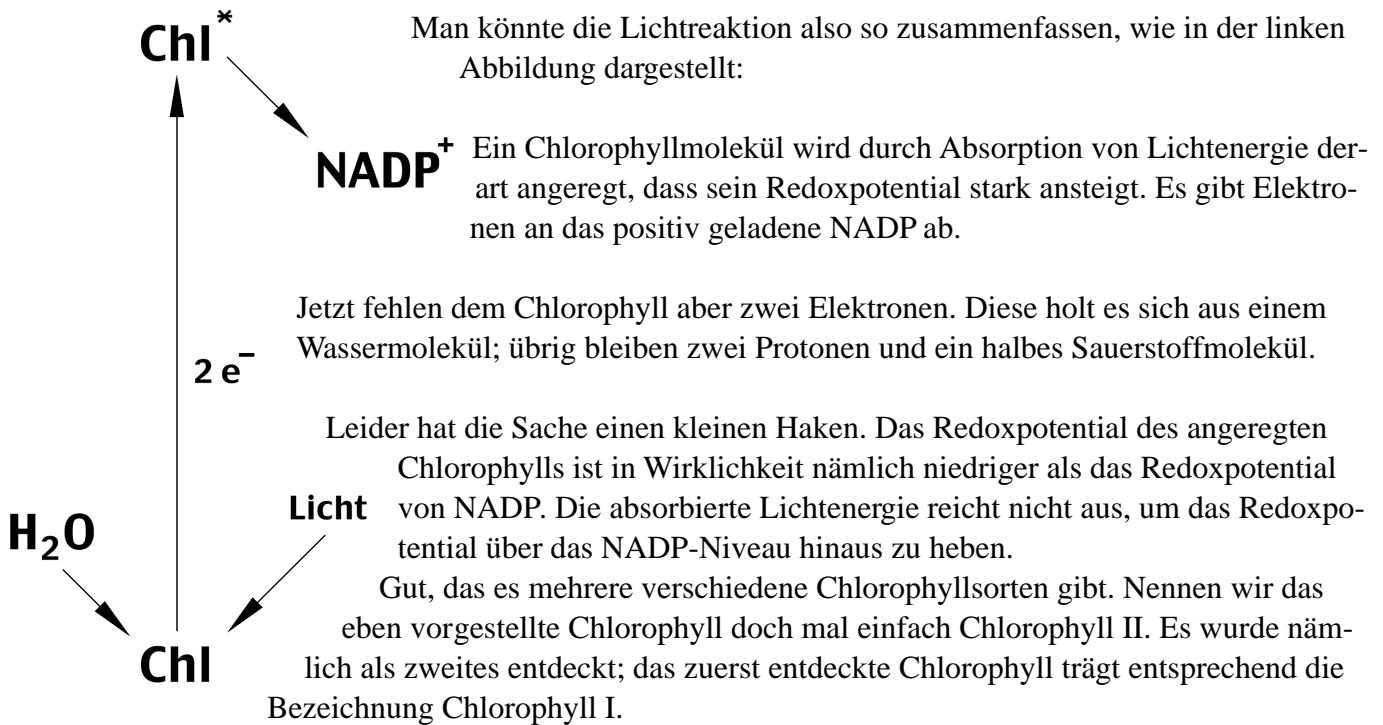 Chl*
Man könnte die Lichtreaktion also so zusammenfassen, wie in der linken
Abbildung dargestellt:
NADP+
Ein Chlorophyllmolekül wird durch Absorption von Lichtenergie der-
art angeregt, dass sein Redoxpotential stark ansteigt. Es gibt Elektro-
nen an das positiv geladene NADP ab.
Jetzt fehlen dem Chlorophyll aber zwei Elektronen. Diese holt es sich aus einem
Wassermolekül; übrig bleiben zwei Protonen und ein halbes Sauerstoffmolekül.
2 e−
Leider hat die Sache einen kleinen Haken. Das Redoxpotential des angeregten
Chlorophylls ist in Wirklichkeit nämlich niedriger als das Redoxpotential
von NADP. Die absorbierte Lichtenergie reicht nicht aus, um das Redoxpo-
tential über das NADP-Niveau hinaus zu heben.
Licht
H₂O
Gut, das es mehrere verschiedene Chlorophyllsorten gibt. Nennen wir das
eben vorgestellte Chlorophyll doch mal einfach Chlorophyll II. Es wurde näm-
lich als zweites entdeckt; das zuerst entdeckte Chlorophyll trägt entsprechend die
Bezeichnung Chlorophyll I.
Chl